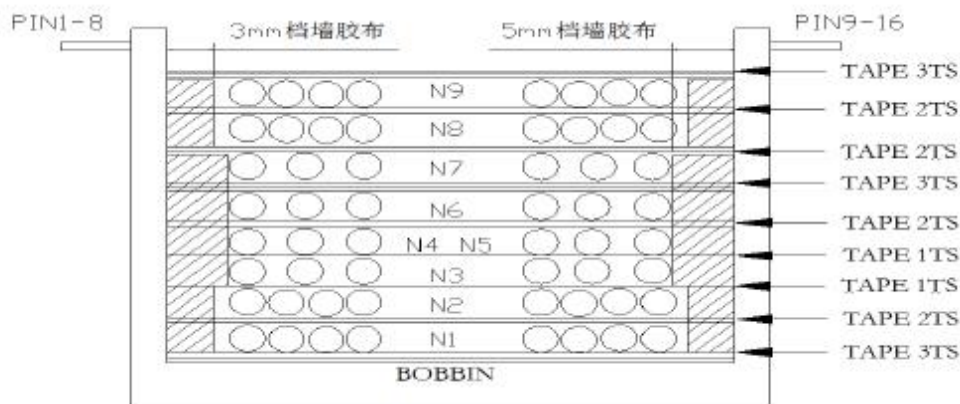 PIN1-8
3mm档墙胶布
5mm档墙胶布
PIN9-16
TAPE 3TS
N9
TAPE 2TS
N8
TAPE 2TS
N7
TAPE 3TS
N6
TAPE 2TS
N4 N5
TAPE 1TS
N3
TAPE 1TS
N2
TAPE 2TS
N1
TAPE 3TS
BOBBIN